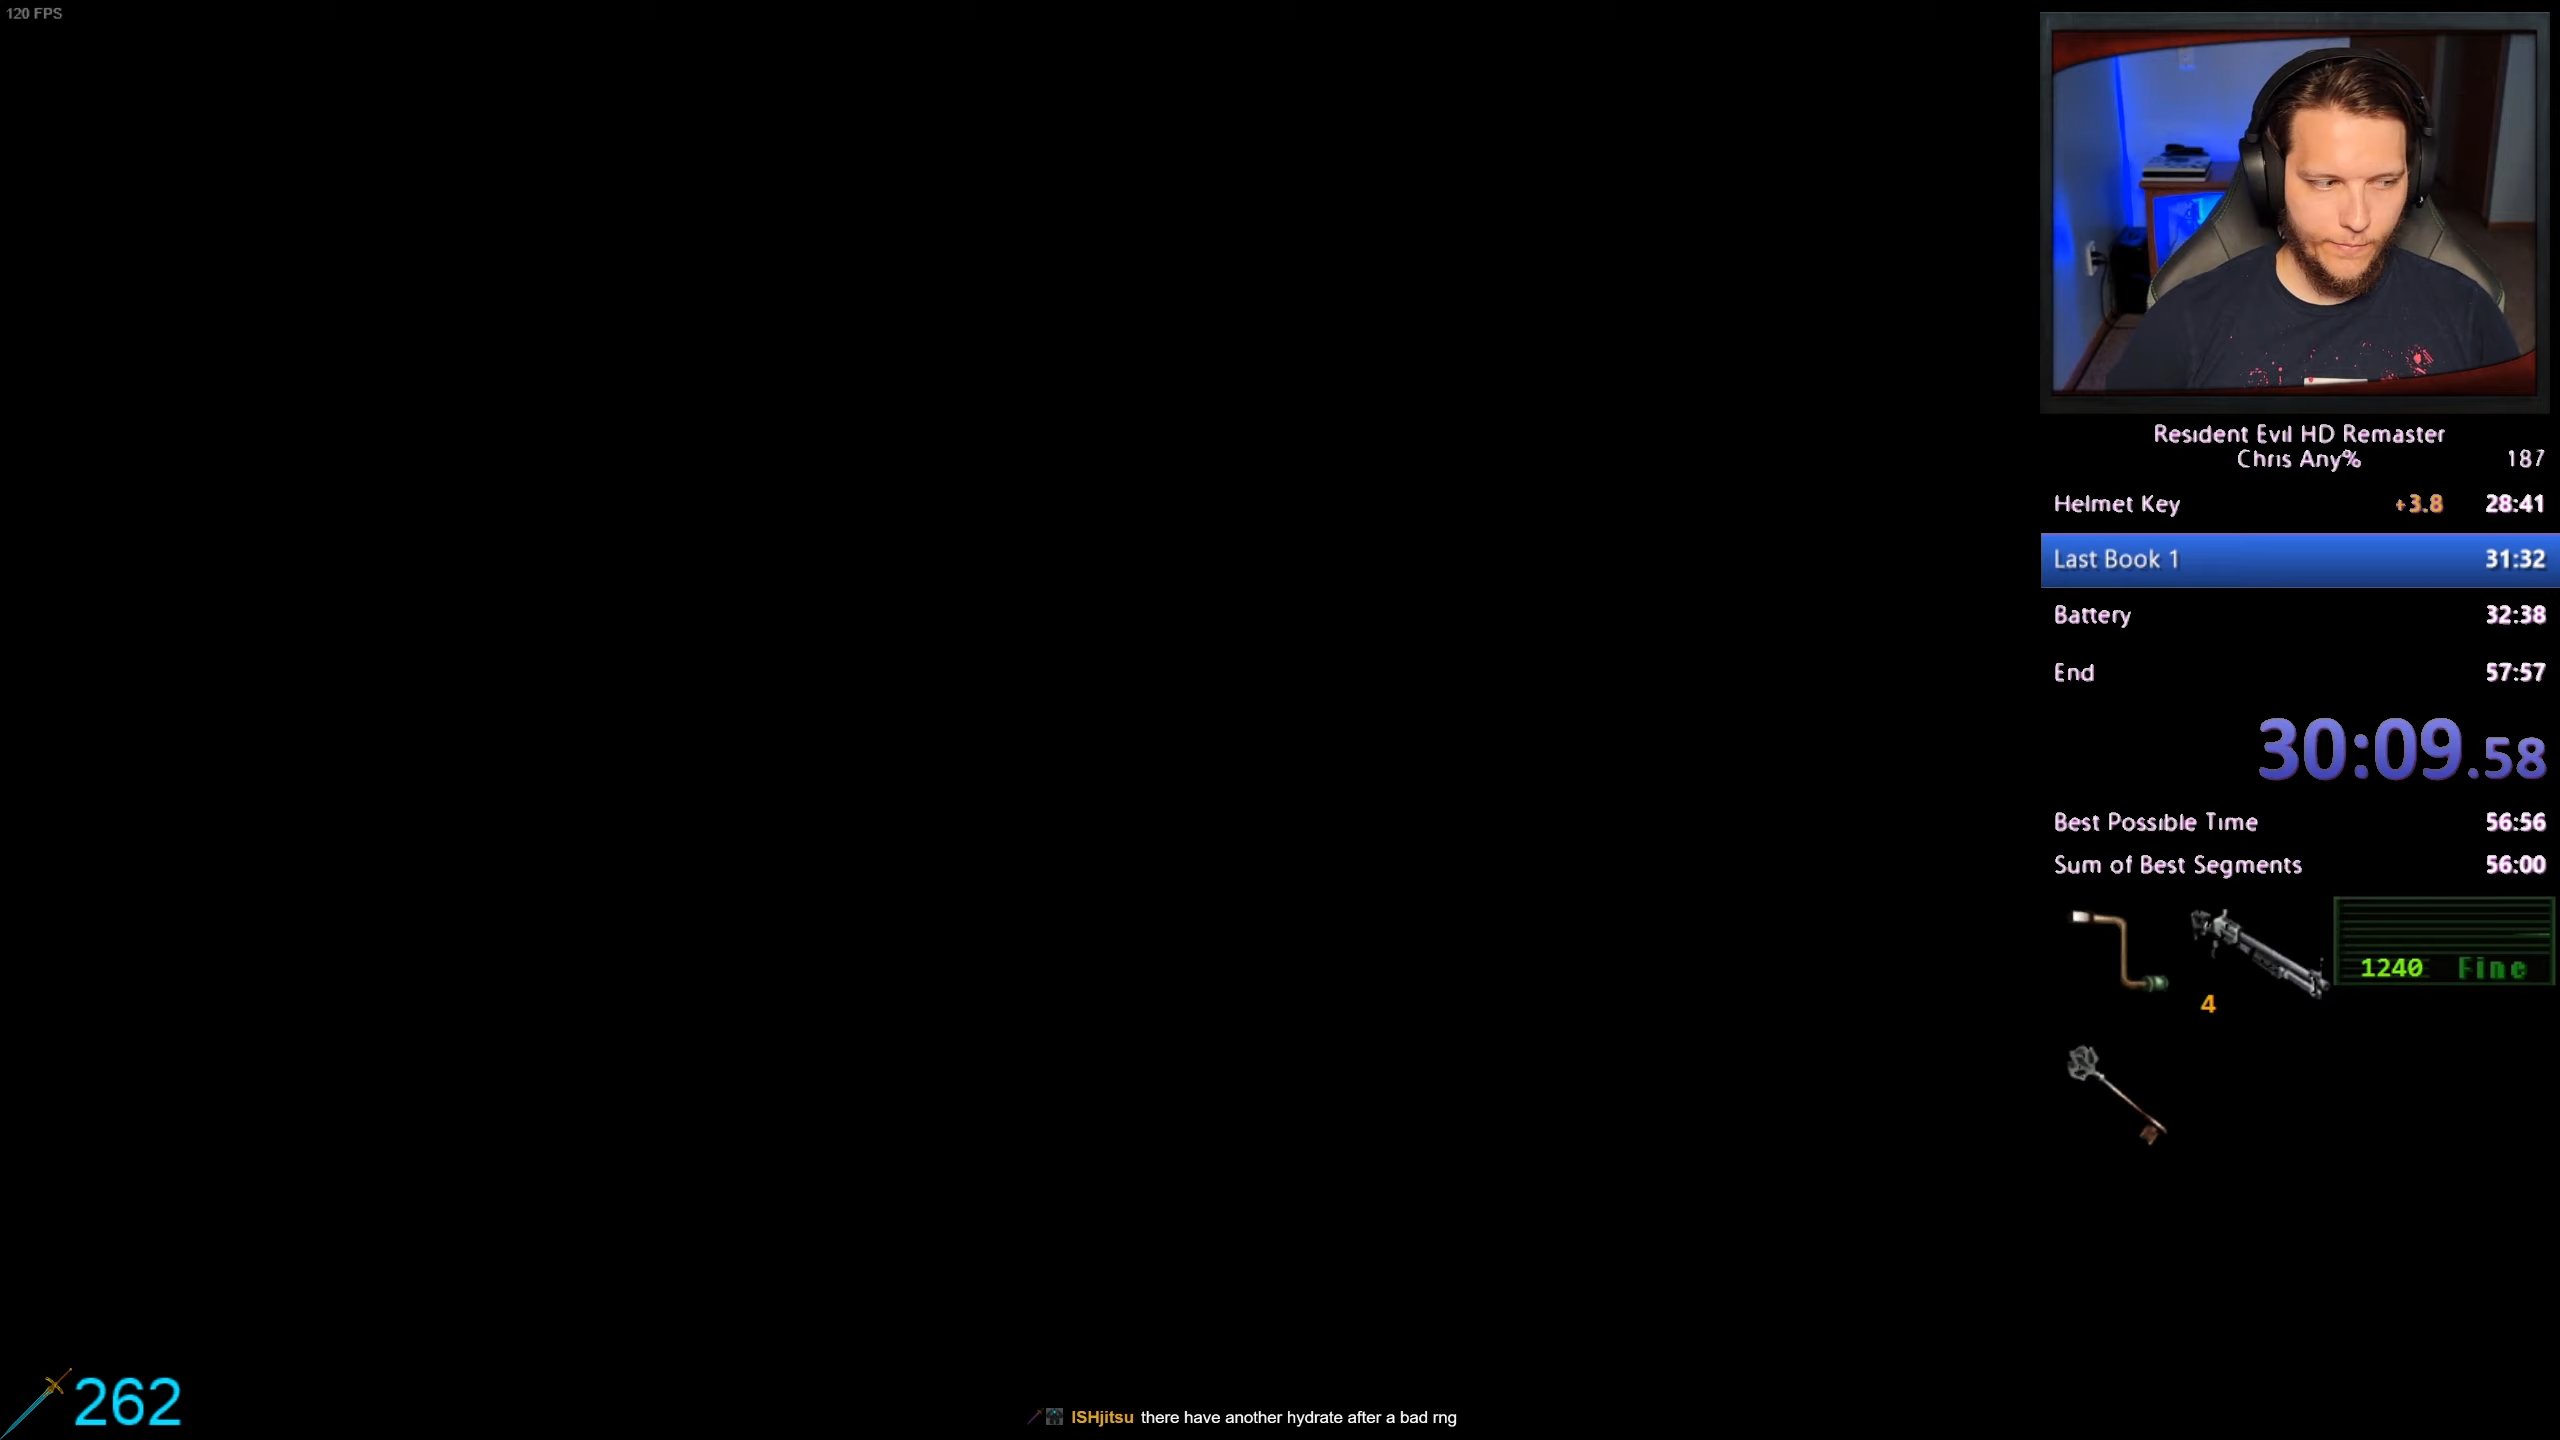 120 FPS
Resident Evil HD Remaster
Chris Any% 187
Helmet Key +3.8 28:41
Last Book 1 31:32
Battery 32:38
End 57:57
30:09.58
Best Possible Time 56:56
Sum of Best Segments 56:00
1240 Fine
4
262
ISHjitsu there have another hydrate after a bad rng